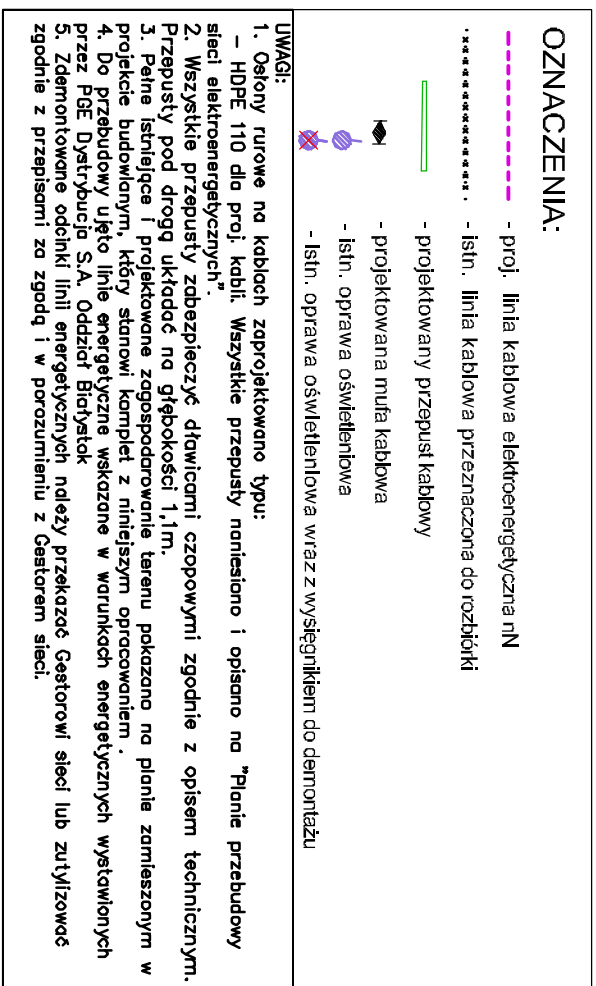 OZNACZENIA:
- proj. linia kablowa elektroenergetyczna nN
- istn. linia kablowa przeznaczona do rozbiórki
- projektowany przepust kablowy
- projektowana mufa kablowa
- istn. oprawa oświetleniowa
- Istn. oprawa oświetleniowa wraz z wysięgnikiem do demontażu
UWAGI:
1. Osłony rurowe na kablach zaprojektowano typu:
– HDPE 110 dla proj. kabli. Wszystkie przepusty naniesiono i opisano na "Planie przebudowy
sieci elektroenergetycznych".
2. Wszystkie przepusty zabezpieczyć dławicami czopowymi zgodnie z opisem technicznym.
Przepusty pod drogą układać na głębokości 1,1m.
3. Pełne istniejące i projektowane zagospodarowanie terenu pokazana na planie zamieszonym w
projekcie budowlanym, który stanowi komplet z niniejszym opracowaniem .
4. Do przebudowy ujęto linie energetyczne wskazane w warunkach energetycznych wystawionych
przez PGE Dystrybucja S.A. Oddział Białystok
5. Zdemontowane odcinki linii energetycznych należy przekazać Gestorowi sieci lub zutylizować
zgodnie z przepisami za zgodą i w porozumieniu z Gestorem sieci.